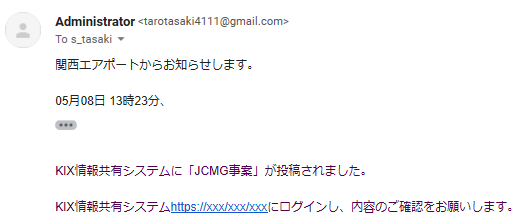 Administrator <tarotasaki4111@gmail.com>
To s_tasaki
関西エアポートからお知らせします。
05月08日 13時23分、
KIX情報共有システムに「JCMG事案」が投稿されました。
KIX情報共有システムhttps://xxx/xxx/xxxにログインし、内容のご確認をお願いします。